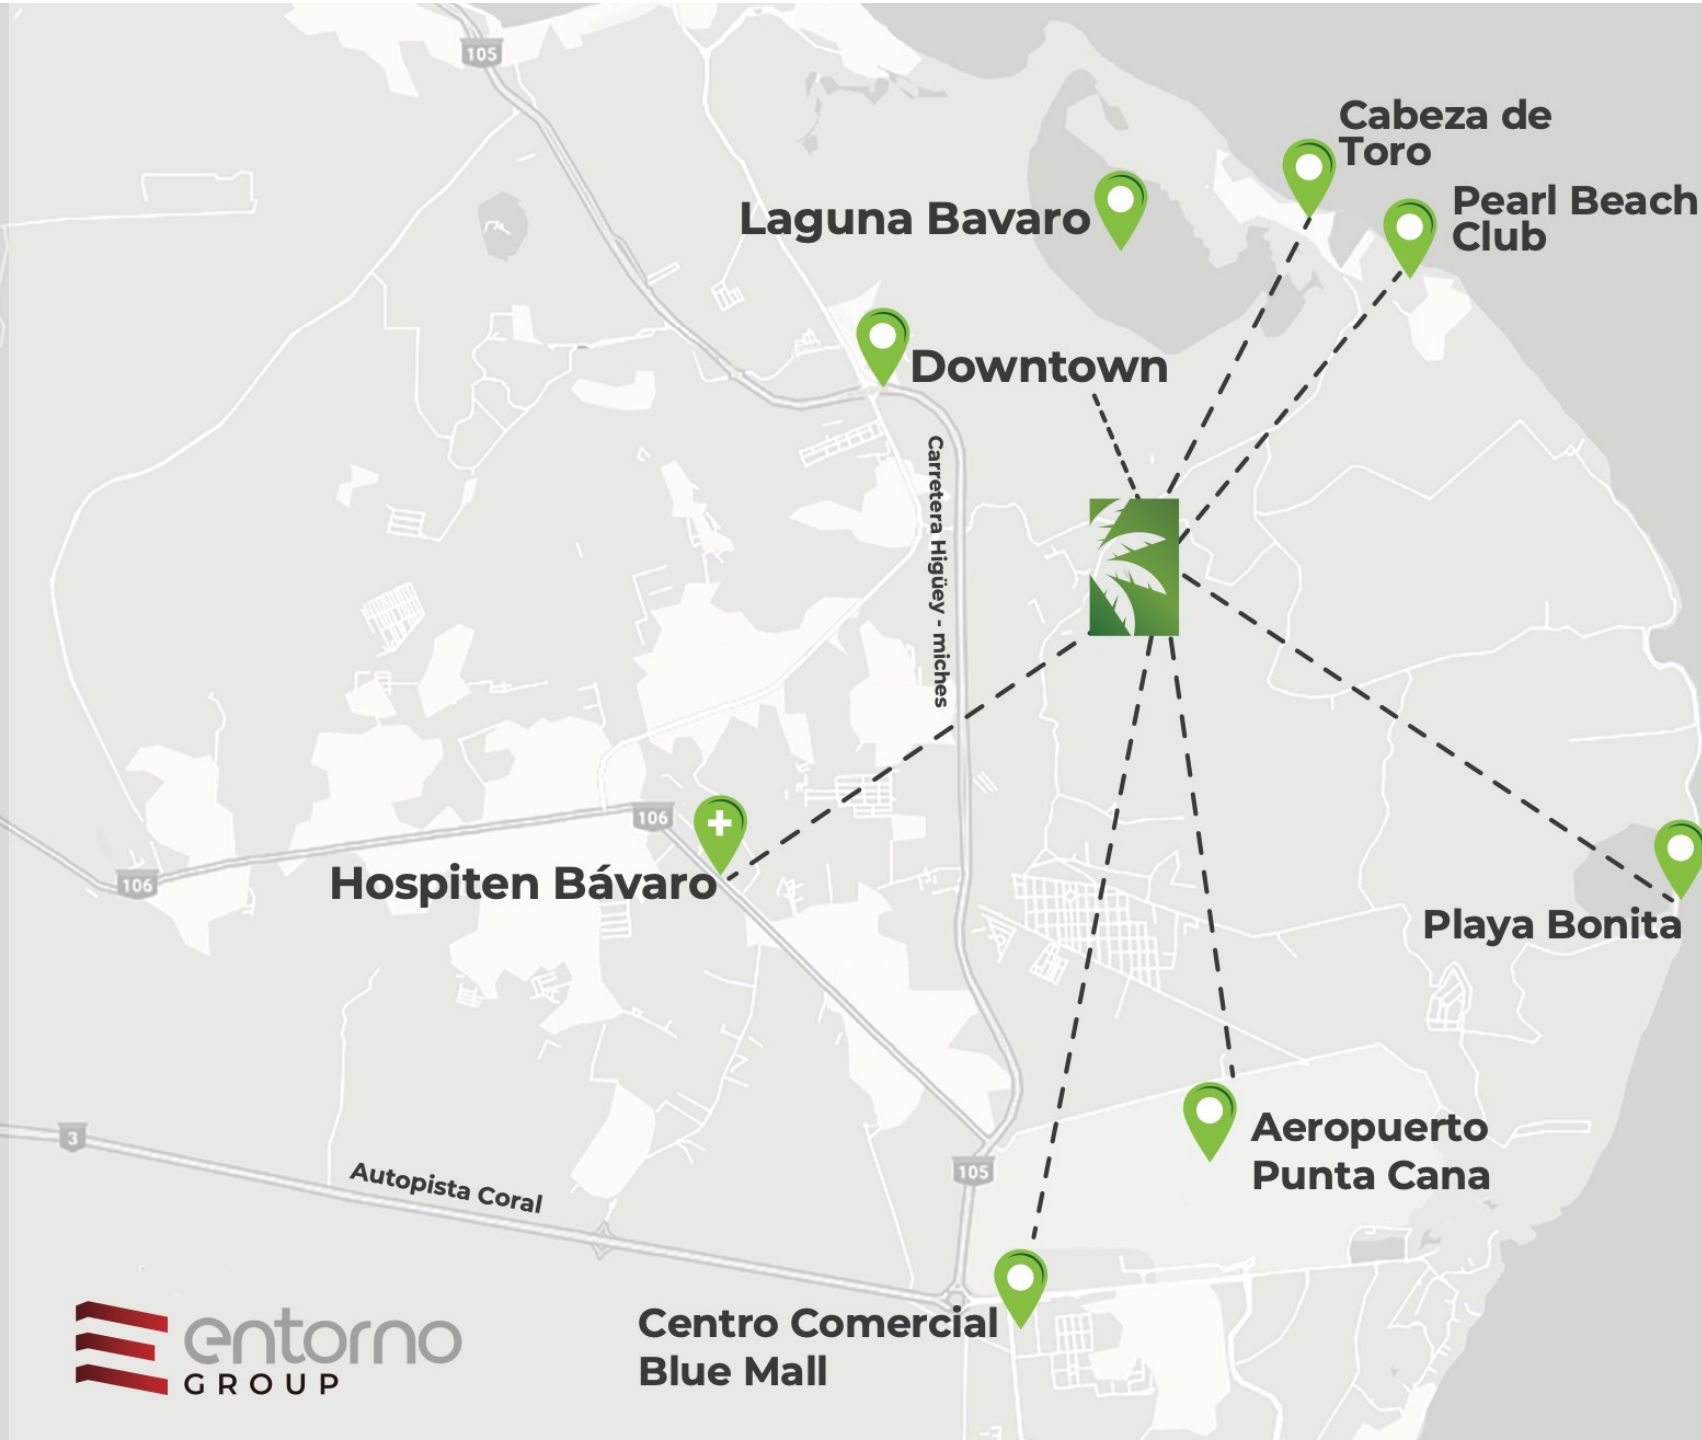 105
Cabeza de
Toro
Pearl Beach
Club
Laguna Bavaro
Downtown
Carretera Higüey - miches
106
106
Hospiten Bávaro
Playa Bonita
3
Autopista Coral
105
Aeropuerto
Punta Cana
Centro Comercial
Blue Mall
entorno
GROUP